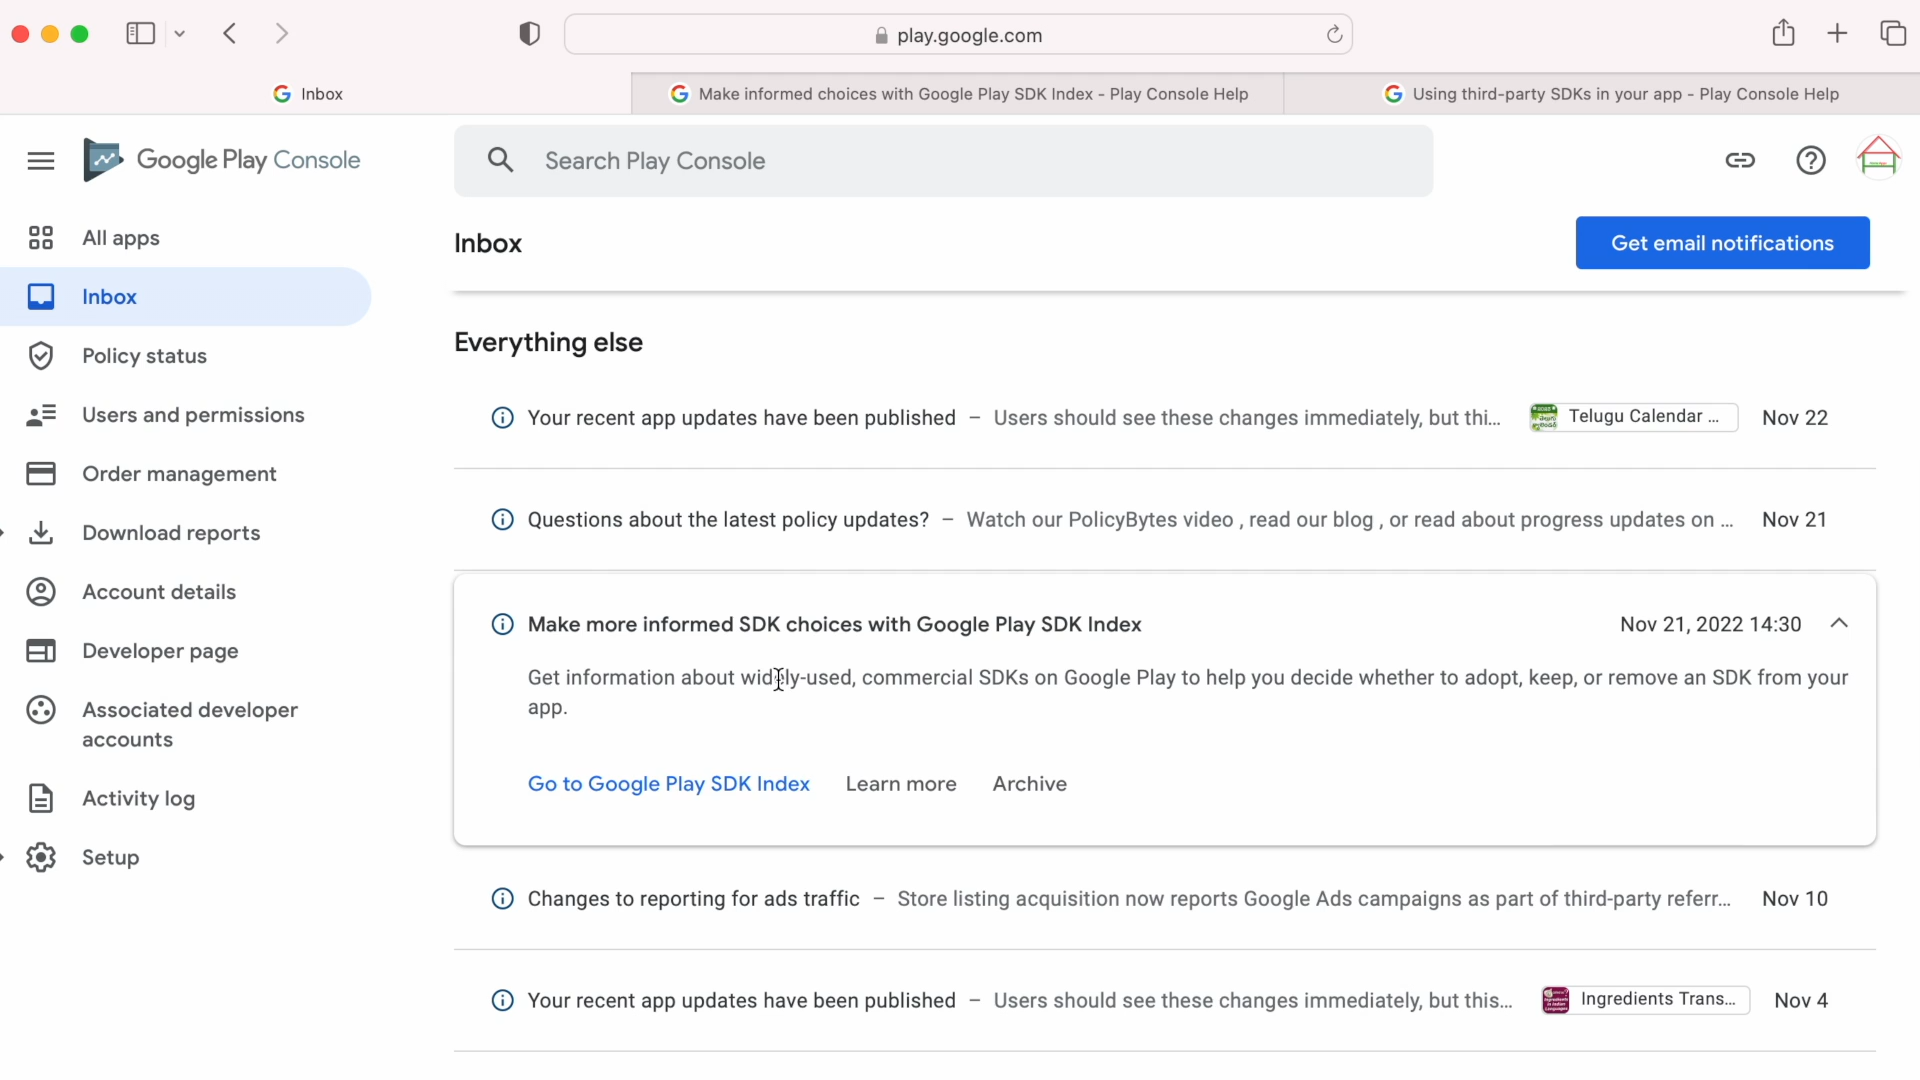 play.google.com
Inbox
Make informed choices with Google Play SDK Index - Play Console Help
Using third-party SDKs in your app - Play Console Help
Google Play Console
Search Play Console
All apps
Inbox
Policy status
Users and permissions
Order management
Download reports
Account details
Developer page
Associated developer
accounts
Activity log
Setup
Inbox
Get email notifications
Everything else
Your recent app updates have been published – Users should see these changes immediately, but thi... Telugu Calendar ... Nov 22
Questions about the latest policy updates? – Watch our PolicyBytes video , read our blog , or read about progress updates on ... Nov 21
Make more informed SDK choices with Google Play SDK Index Nov 21, 2022 14:30
Get information about widely-used, commercial SDKs on Google Play to help you decide whether to adopt, keep, or remove an SDK from your
app.
Go to Google Play SDK Index Learn more Archive
Changes to reporting for ads traffic – Store listing acquisition now reports Google Ads campaigns as part of third-party referr... Nov 10
Your recent app updates have been published – Users should see these changes immediately, but this... Ingredients Trans... Nov 4